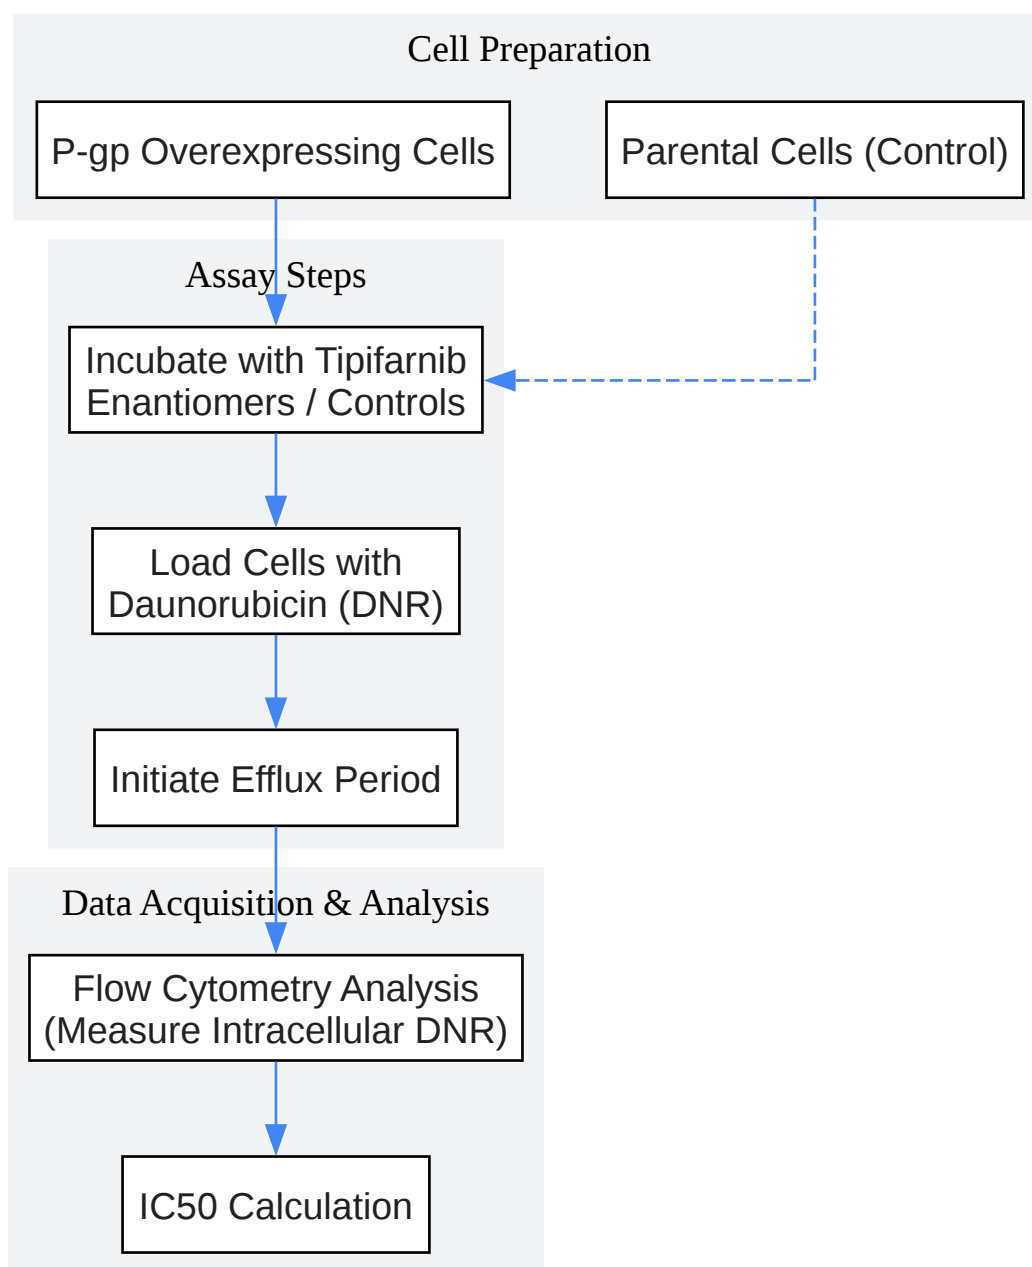 Cell Preparation
P-gp Overexpressing Cells
Parental Cells (Control)
Assay Steps
Incubate with Tipifarnib
Enantiomers / Controls
Load Cells with
Daunorubicin (DNR)
Initiate Efflux Period
Data Acquisition & Analysis
Flow Cytometry Analysis
(Measure Intracellular DNR)
IC50 Calculation